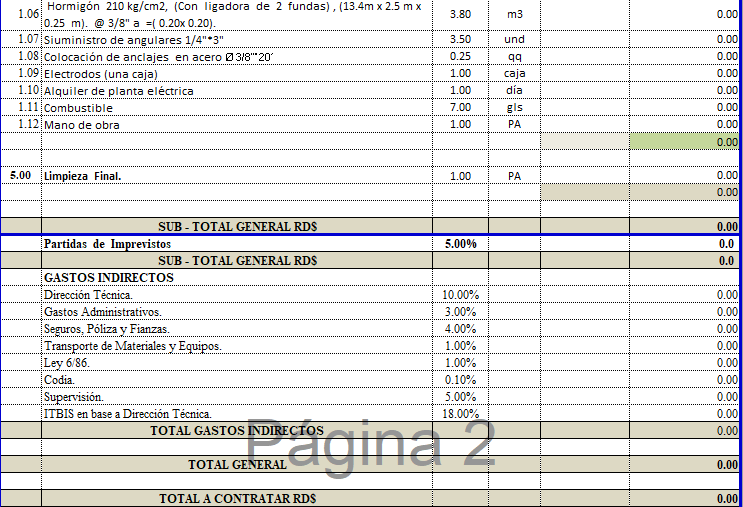 Hormigón 210 kg/cm2, (Con ligadora de 2 fundas) , (13.4m x 2.5 m x
1.06 0.25 m). @ 3/8" a =( 0.20x 0.20). 3.80 m3 0.00
1.07 Siuministro de angulares 1/4"*3" 3.50 und 0.00
1.08 Colocación de anclajes en acero Ø3/8"*20´ 0.25 qq 0.00
1.09 Electrodos (una caja) 1.00 caja 0.00
1.10 Alquiler de planta eléctrica 1.00 día 0.00
1.11 Combustible 7.00 gls 0.00
1.12 Mano de obra 1.00 PA 0.00
0.00
5.00 Limpieza Final. 1.00 PA 0.00
0.00
SUB - TOTAL GENERAL RD$ 0.00
Partidas de Imprevistos 5.00% 0.0
SUB - TOTAL GENERAL RD$ 0.0
GASTOS INDIRECTOS
Dirección Técnica. 10.00% 0.00
Gastos Administrativos. 3.00% 0.00
Seguros, Póliza y Fianzas. 4.00% 0.00
Transporte de Materiales y Equipos. 1.00% 0.00
Ley 6/86. 1.00% 0.00
Codia. 0.10% 0.00
Supervisión. 5.00% 0.00
ITBIS en base a Dirección Técnica. 18.00% 0.00
Página 2
TOTAL GASTOS INDIRECTOS 0.00
TOTAL GENERAL 0.00
TOTAL A CONTRATAR RD$ 0.00